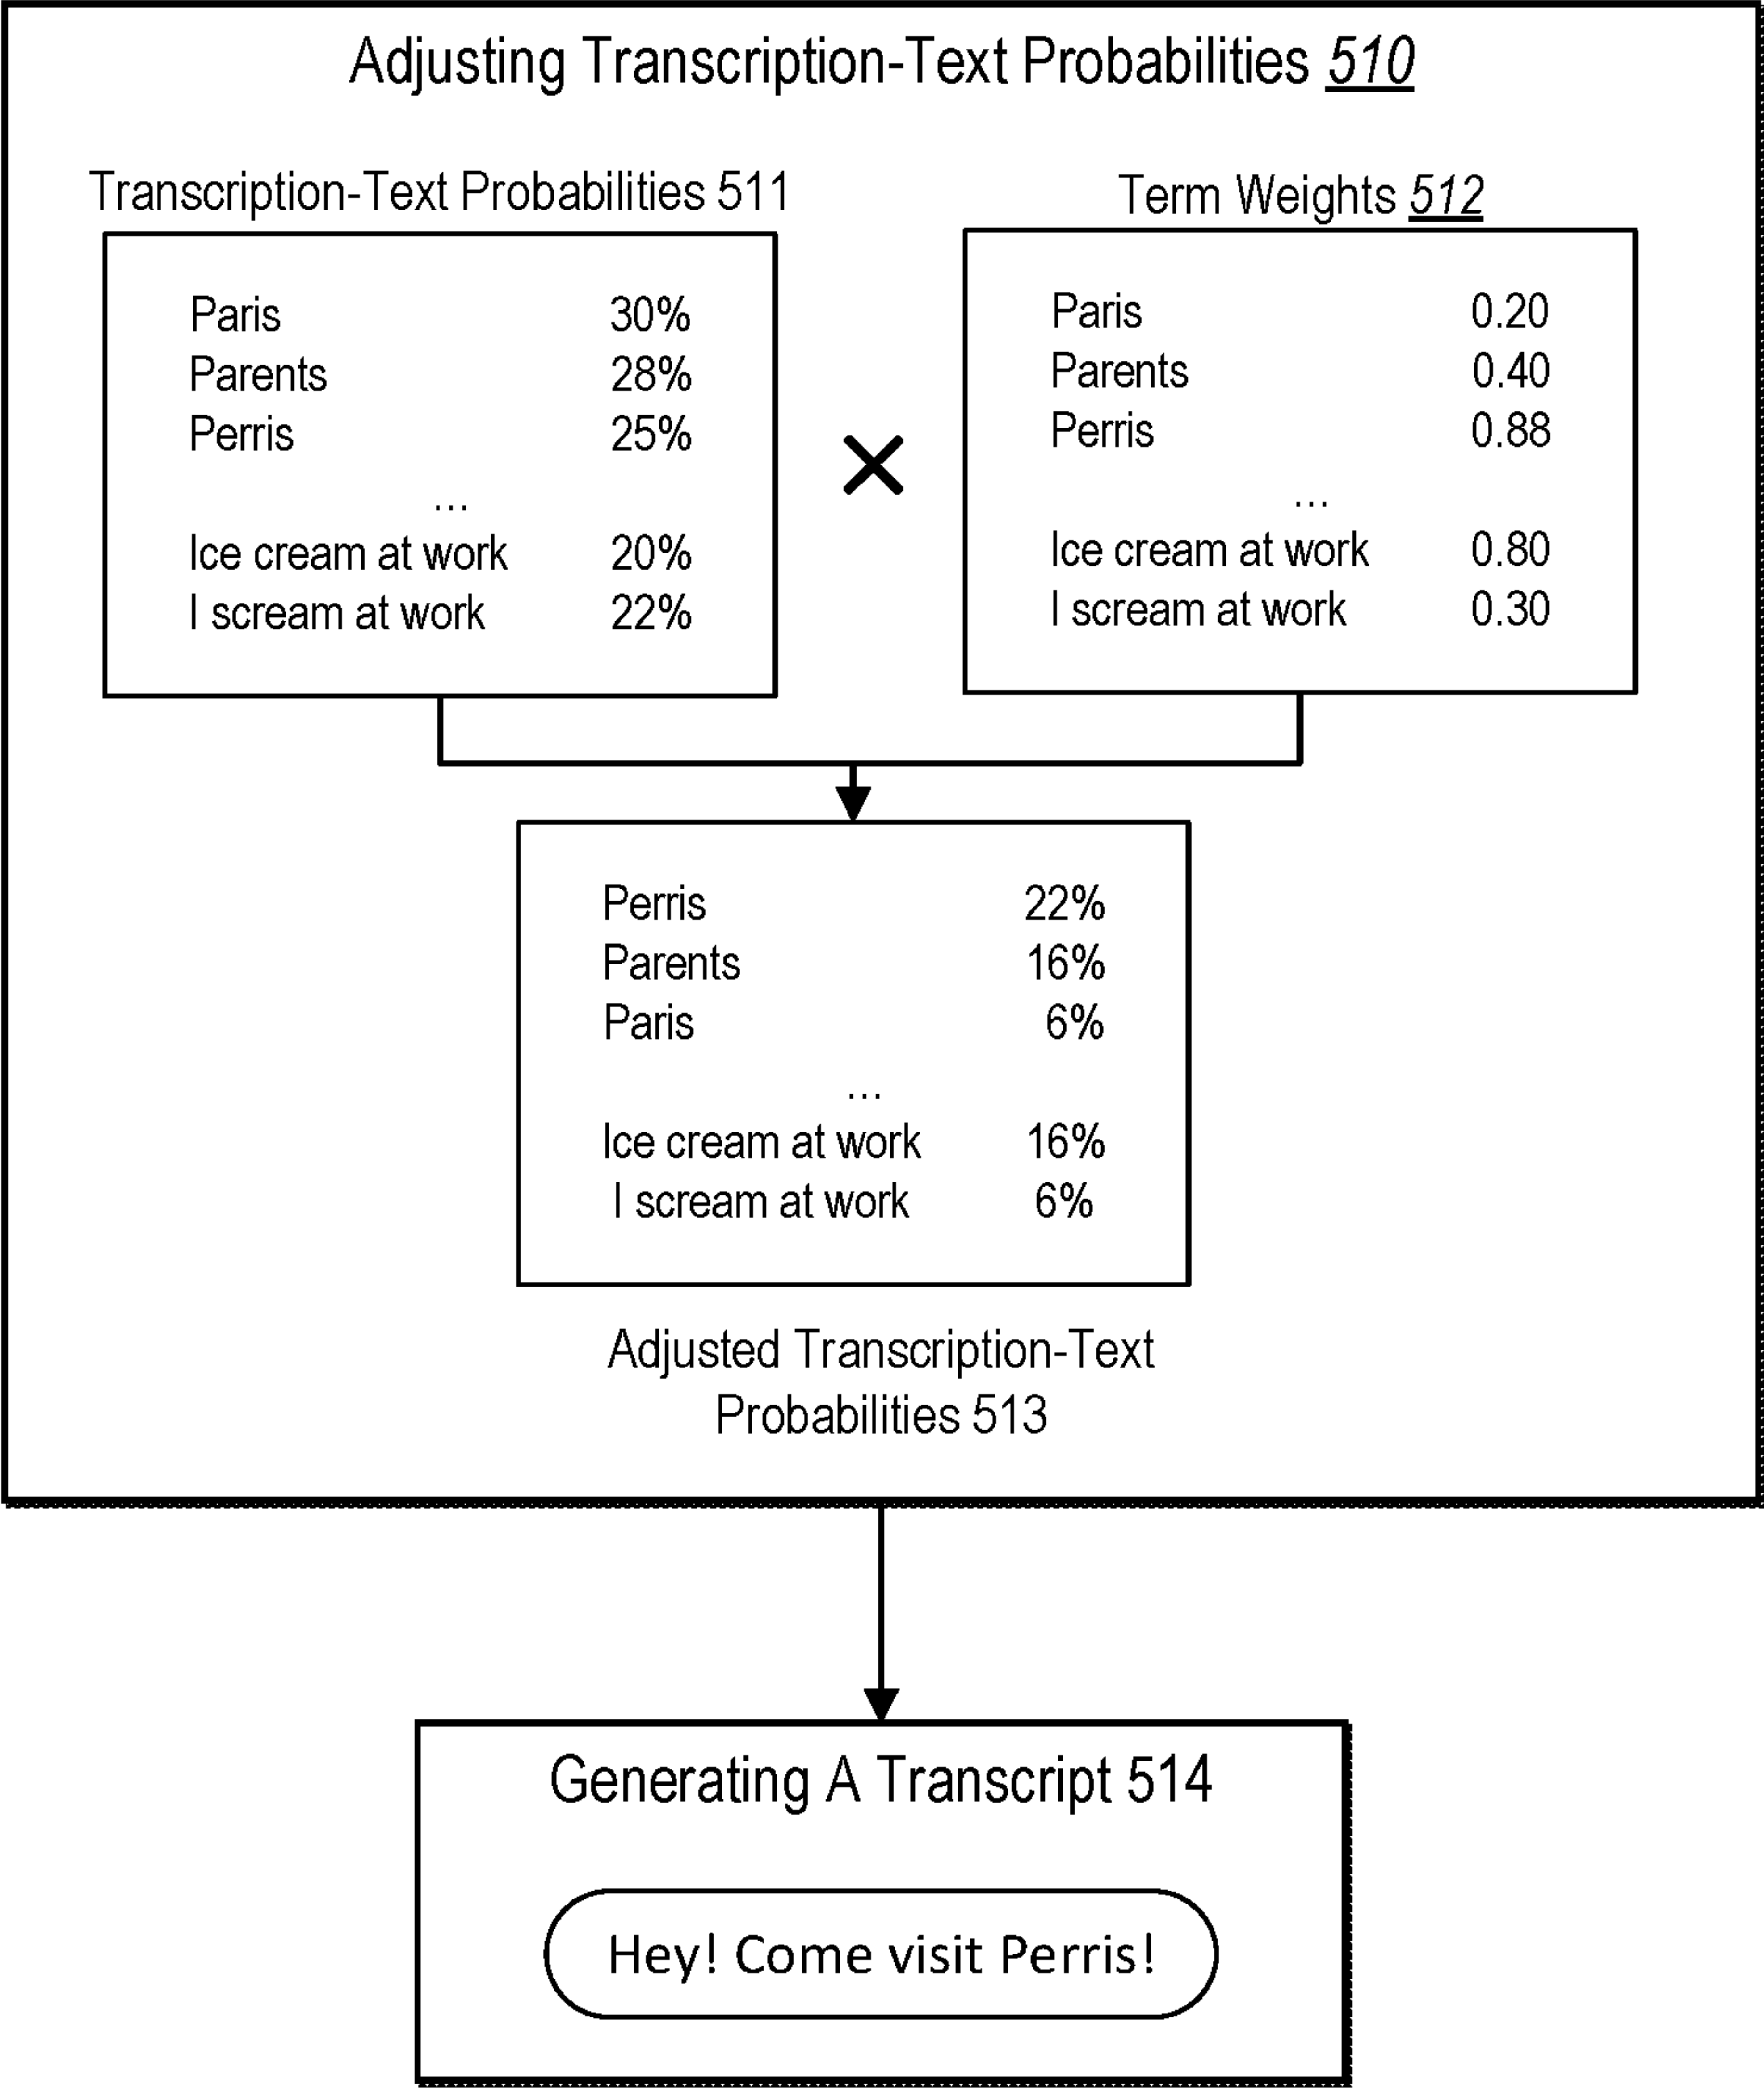 Adjusting Transcription-Text Probabilities 510
Transcription-Text Probabilities 511
Paris 30%
Parents 28%
Perris 25%
...
Ice cream at work 20%
I scream at work 22%
Term Weights 512
Paris 0.20
Parents 0.40
Perris 0.88
...
Ice cream at work 0.80
I scream at work 0.30
×
Perris 22%
Parents 16%
Paris 6%
...
Ice cream at work 16%
I scream at work 6%
Adjusted Transcription-Text
Probabilities 513
Generating A Transcript 514
Hey! Come visit Perris!